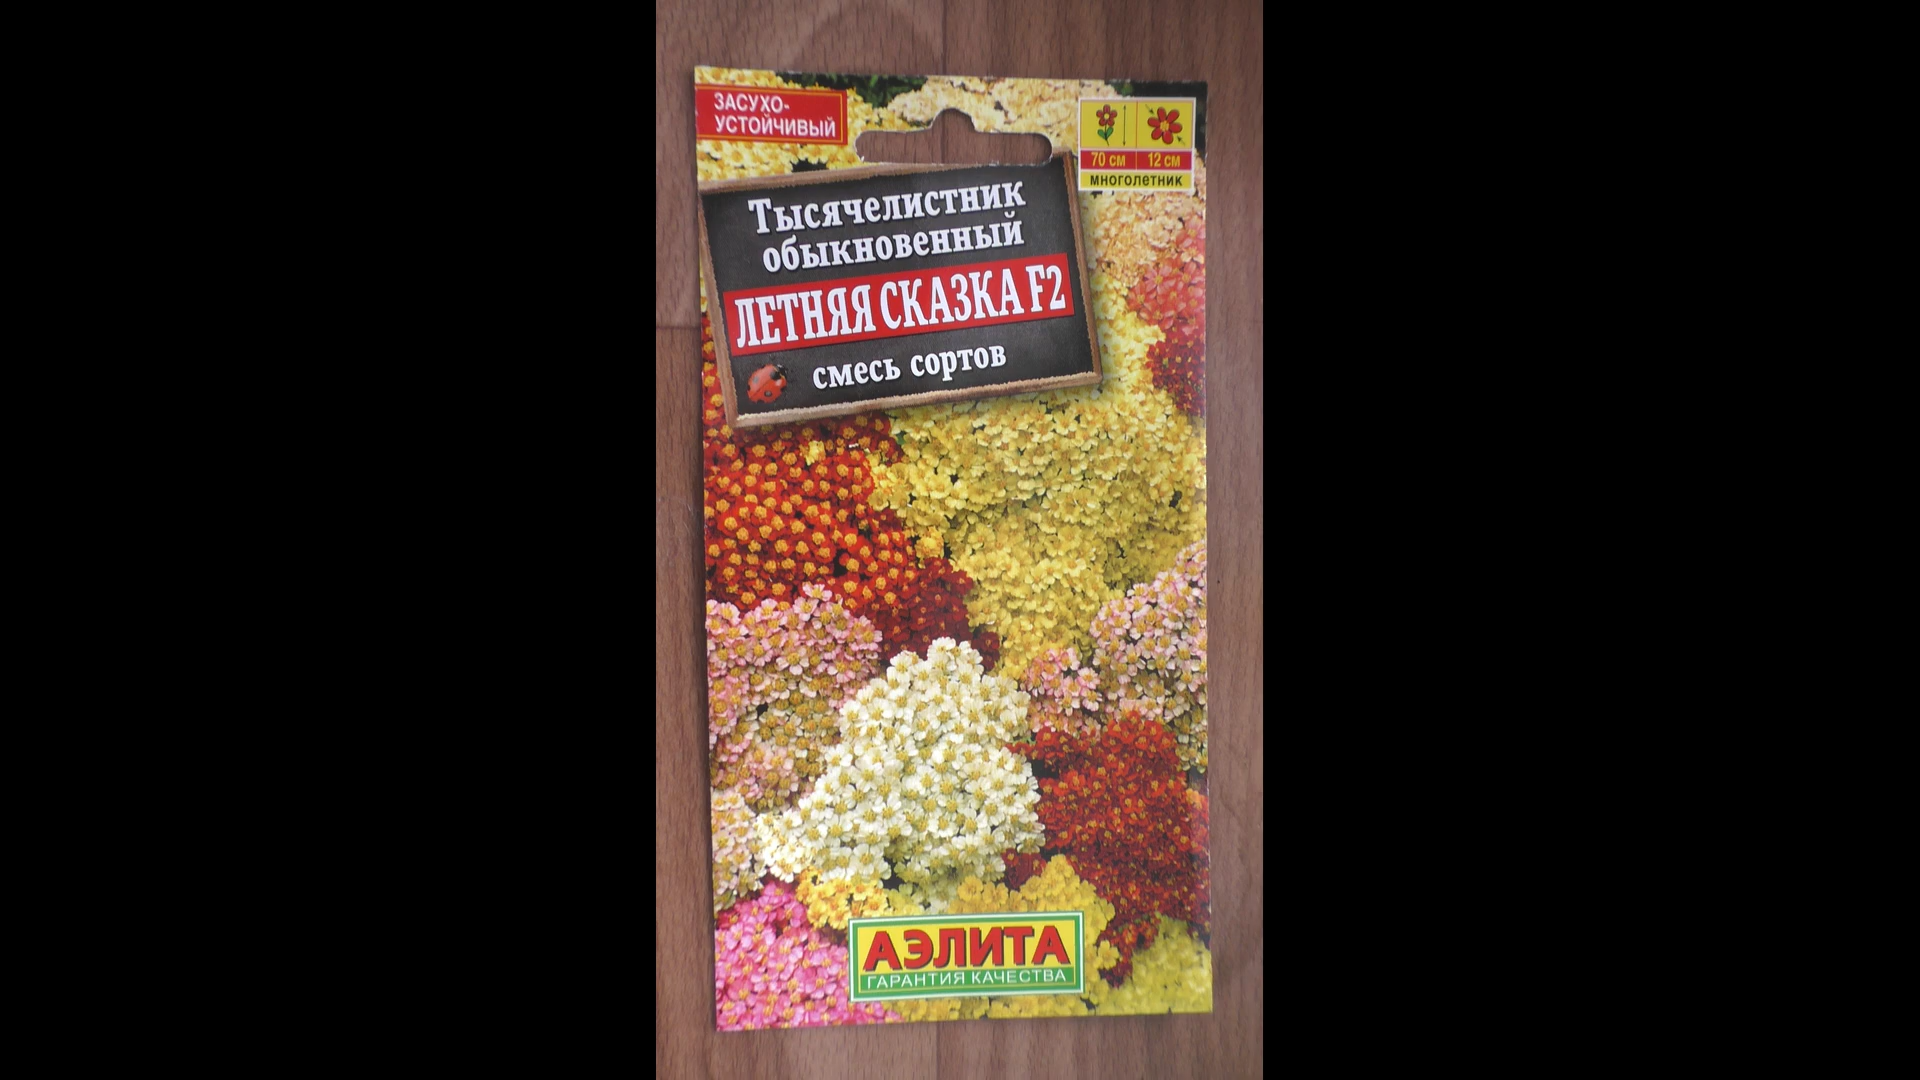 ЗАСУХО-
УСТОЙЧИВЫЙ
70 см 12 см
многолетник
Тысячелистник
обыкновенный
ЛЕТНЯЯ СКАЗКА F2
смесь сортов
АЭЛИТА
ГАРАНТИЯ КАЧЕСТВА